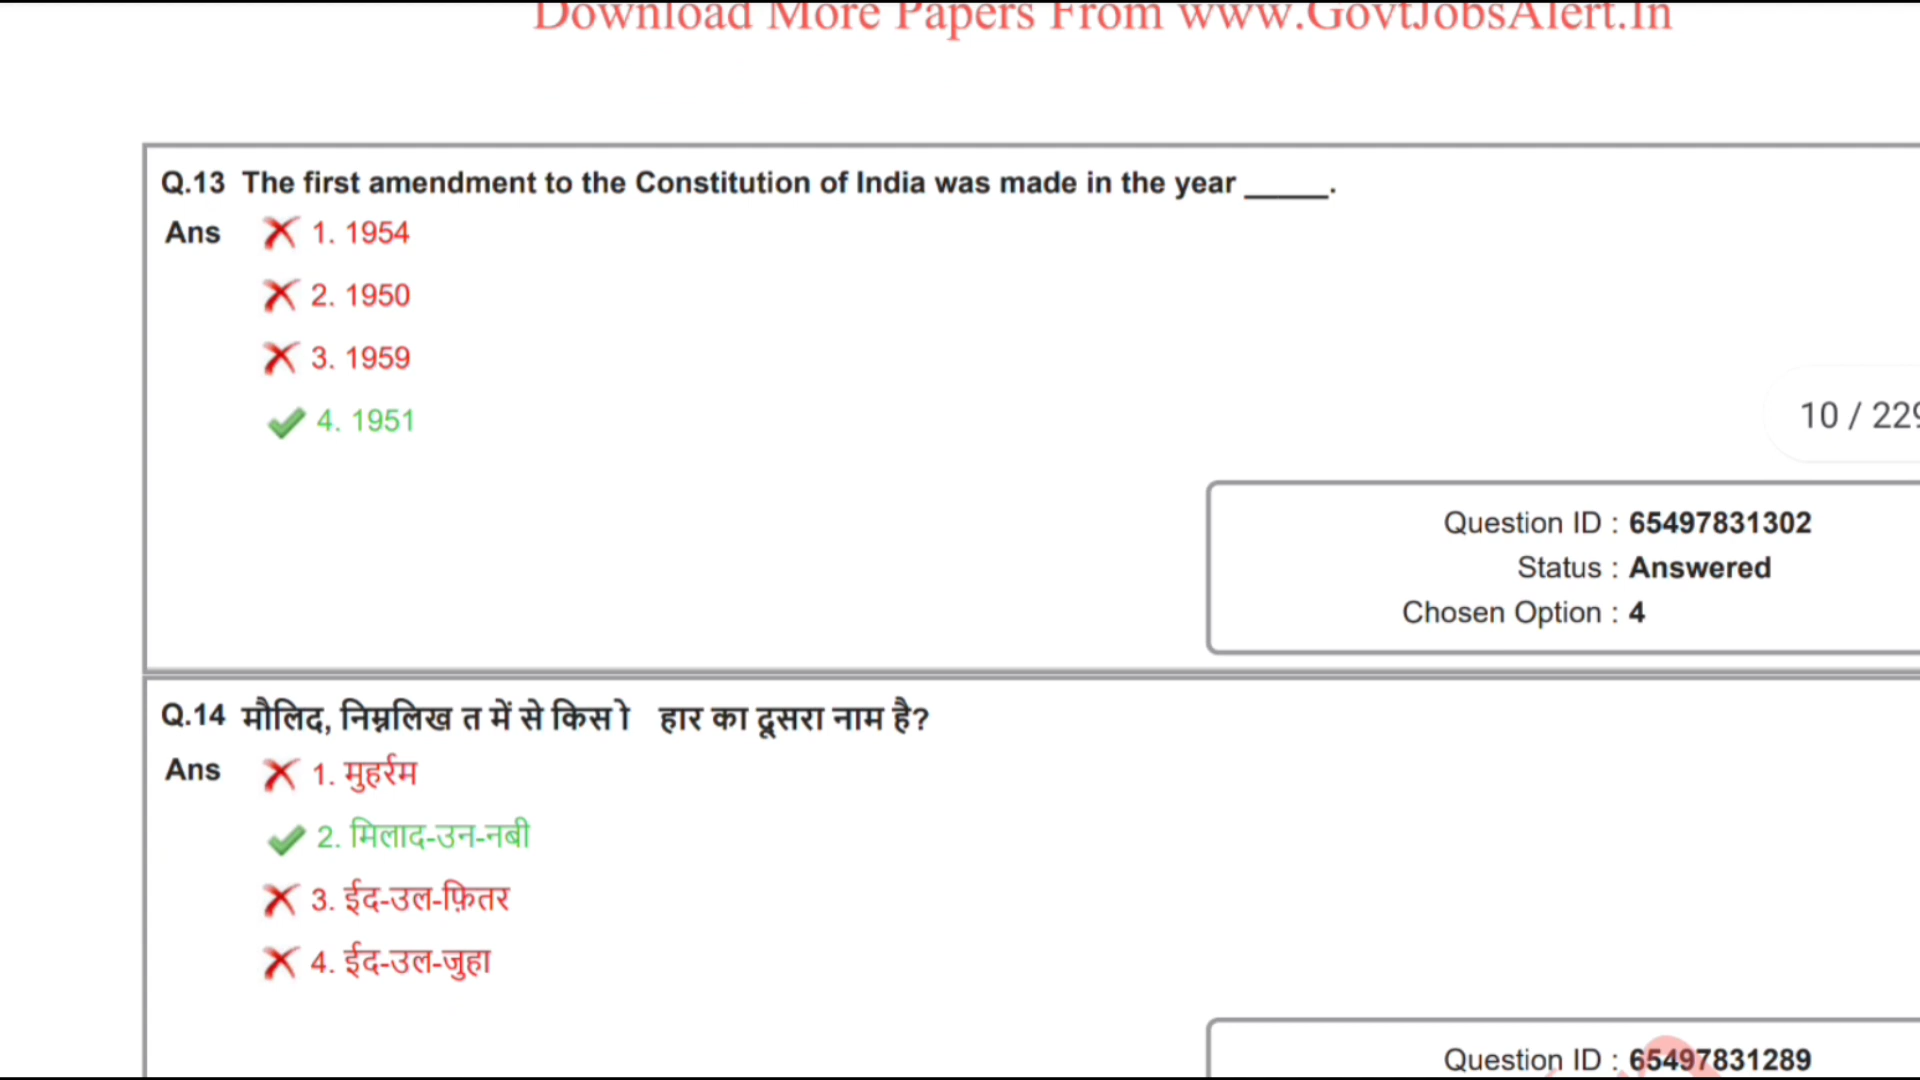 Download More Papers From www.GovtJobsAlert.In
Q.13 The first amendment to the Constitution of India was made in the year _____.
Ans 1. 1954
2. 1950
3. 1959
4. 1951
10 / 229
Question ID : 65497831302
Status : Answered
Chosen Option : 4
Q.14 मौलिद, निम्नलिख त में से किस हार का दूसरा नाम है?
Ans 1. मुहर्रम
2. मिलाद-उन-नबी
3. ईद-उल-फ़ितर
4. ईद-उल-जुहा
Question ID : 65497831289